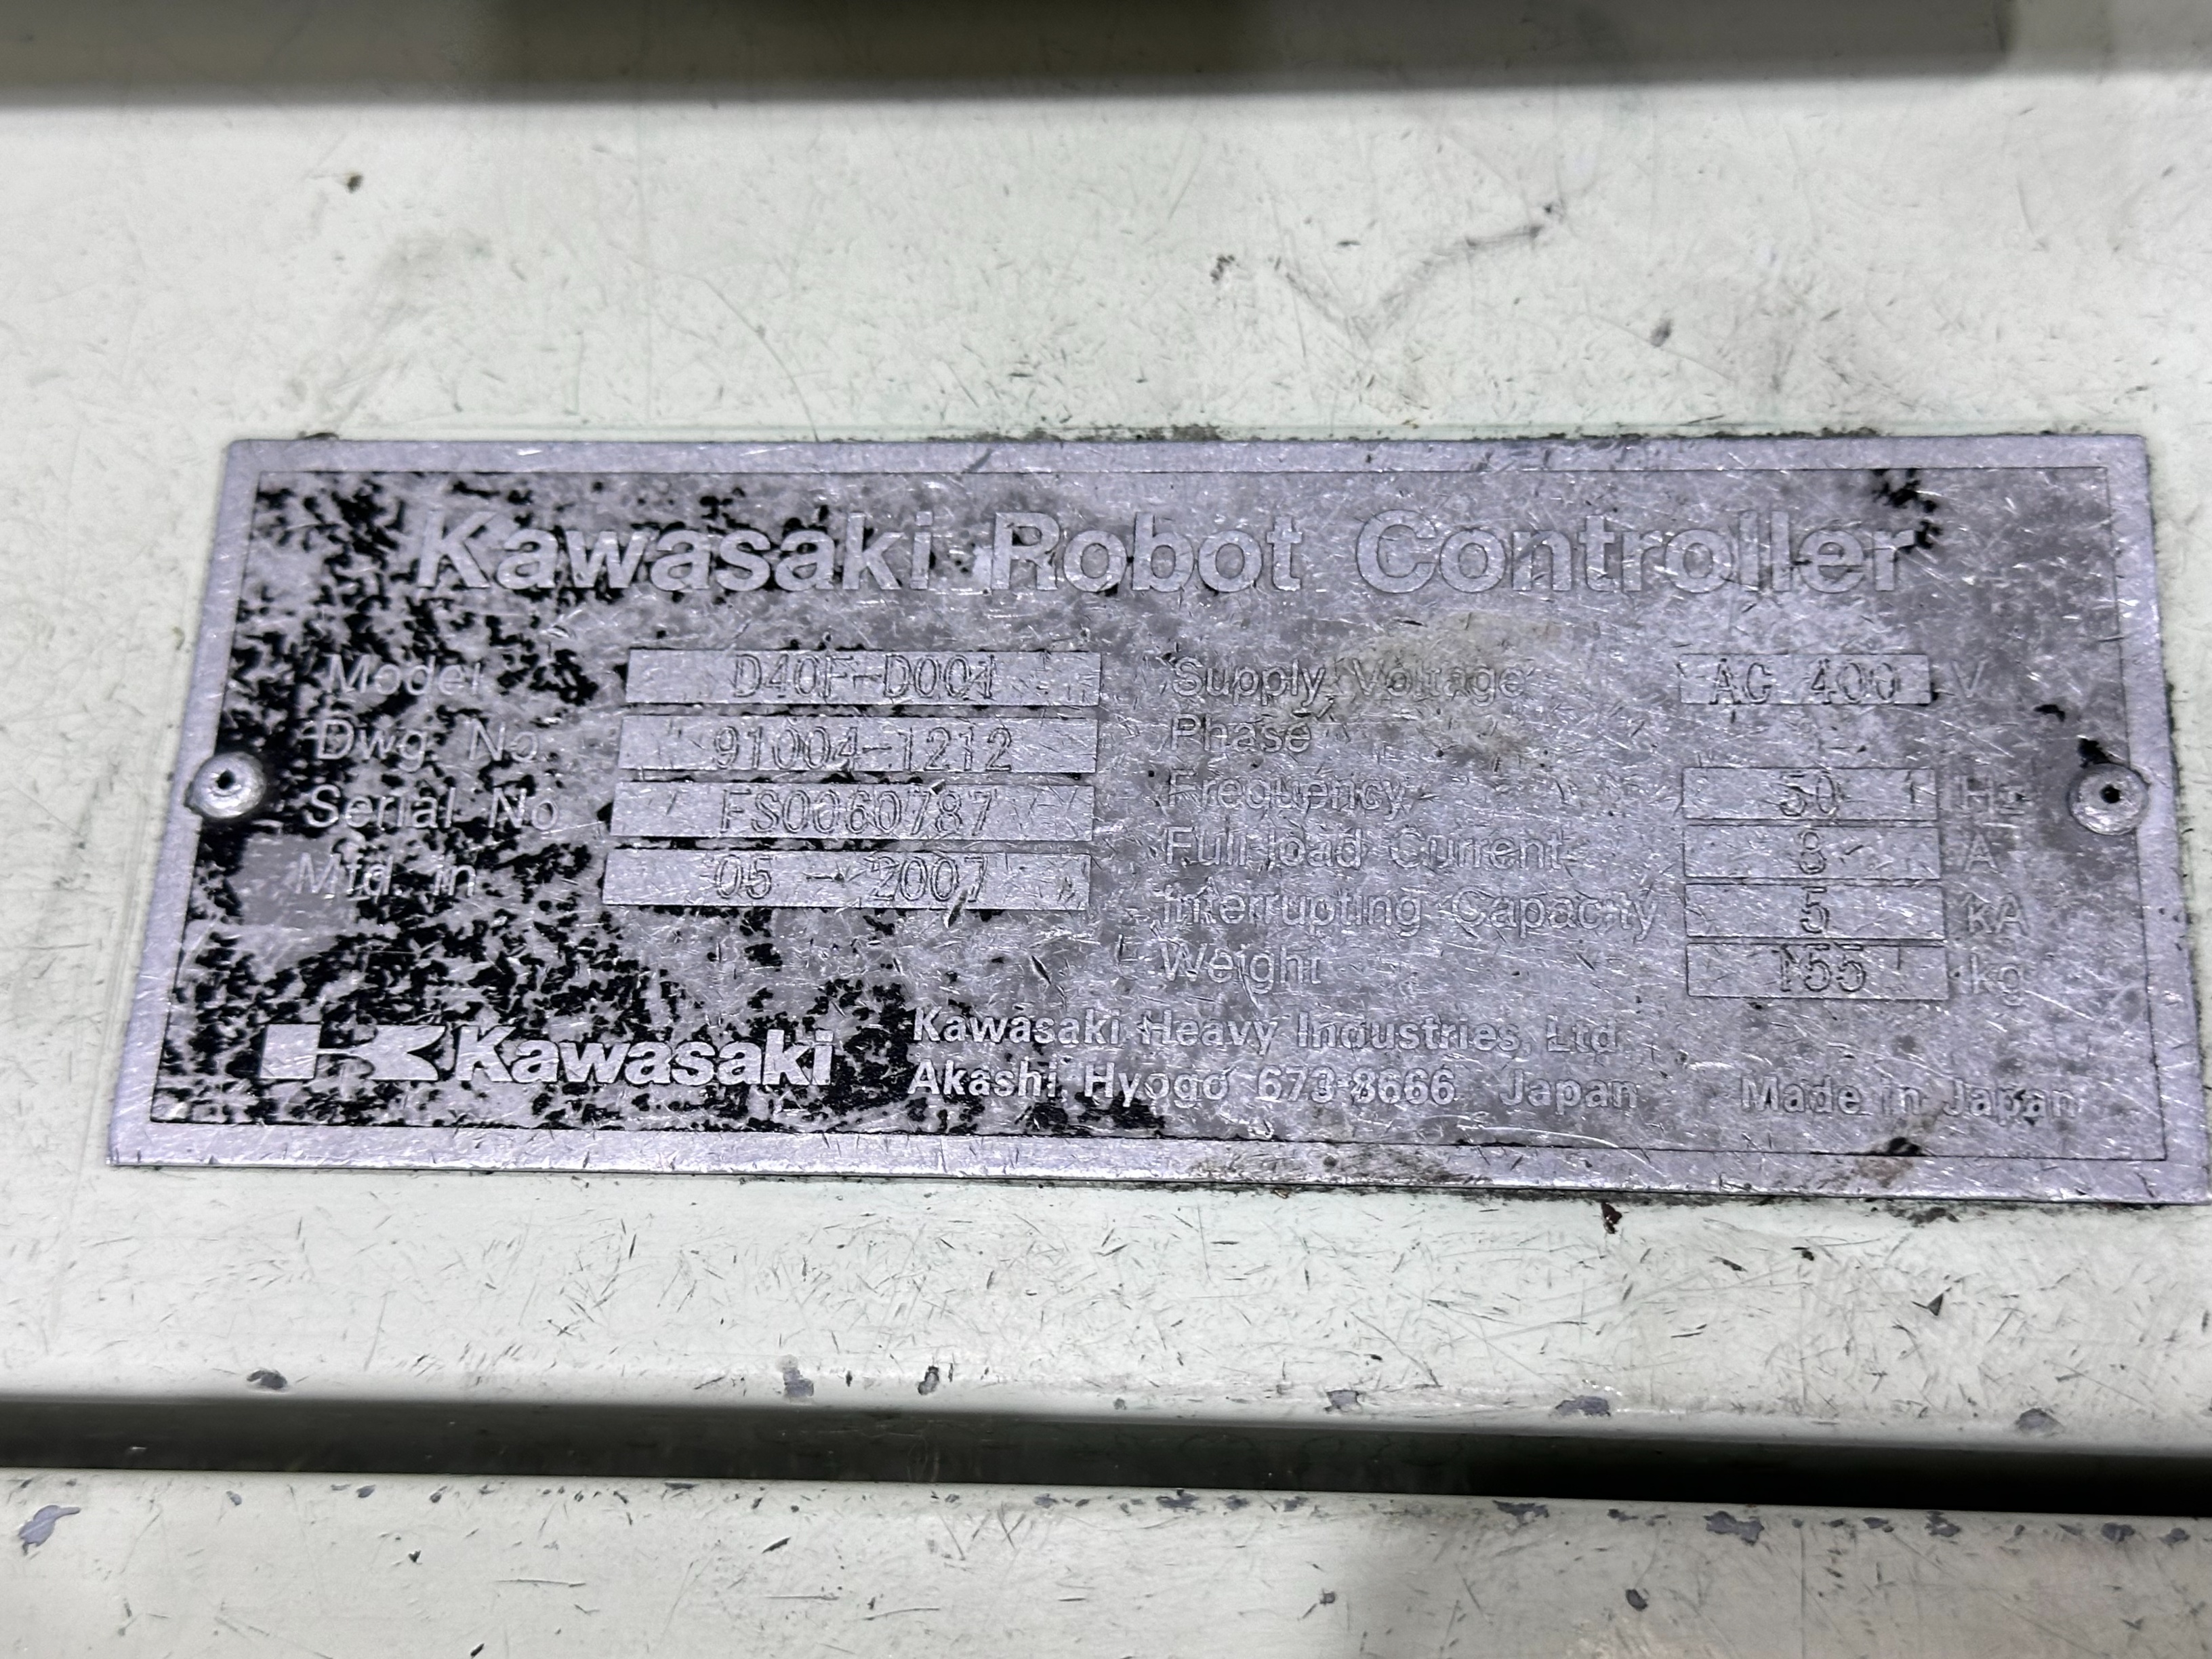 Kawasaki Robot Controller
Model D40F-D001
Dwg. No. 91004-1212
Serial No. FS0060787
Mfd. in 05 - 2007
Supply Voltage AC 400 V
Phase
Frequency 50 Hz
Full load Current 8 A
Interrupting Capacity 5 kA
Weight 155 kg
Kawasaki
Kawasaki Heavy Industries, Ltd.
Akashi, Hyogo 673-8666 Japan Made in Japan